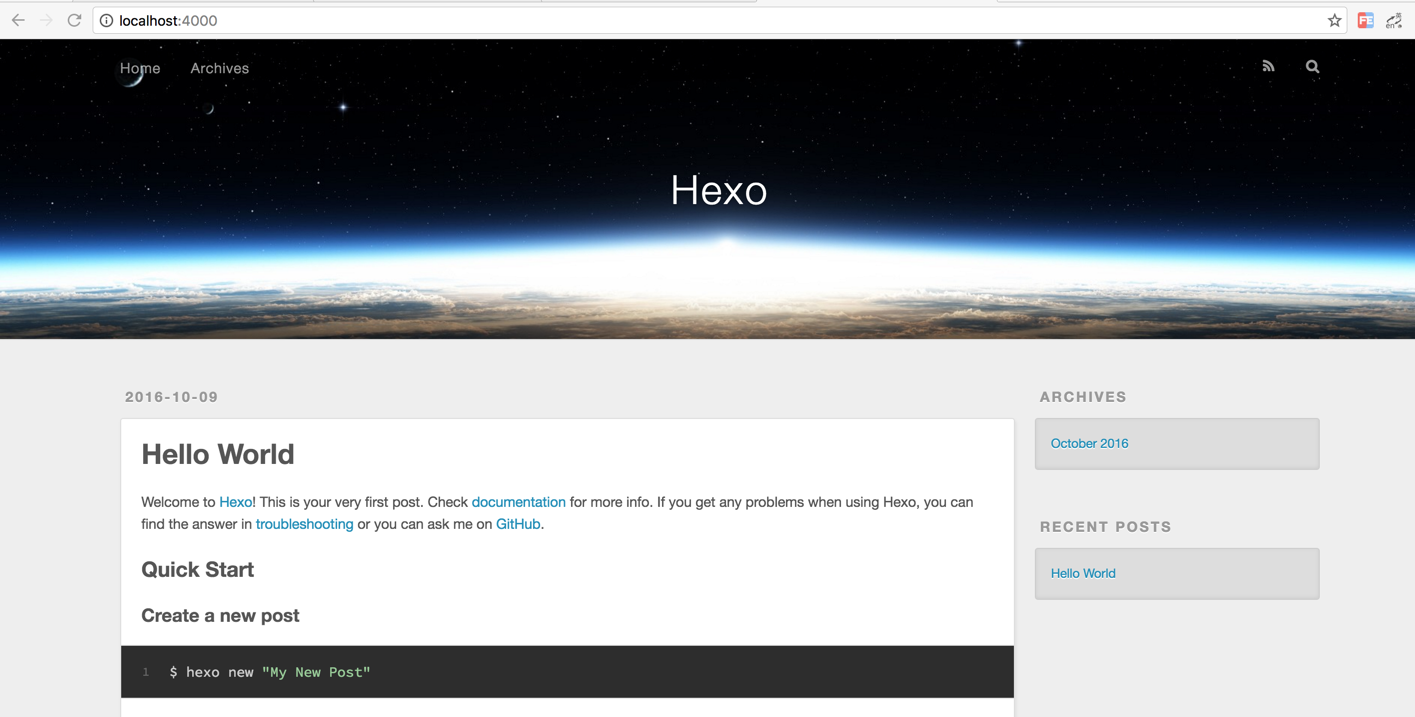 localhost:4000
Home Archives
Hexo
2016-10-09
Hello World
Welcome to Hexo! This is your very first post. Check documentation for more info. If you get any problems when using Hexo, you can
find the answer in troubleshooting or you can ask me on GitHub.
Quick Start
Create a new post
1 $ hexo new "My New Post"
ARCHIVES
October 2016
RECENT POSTS
Hello World